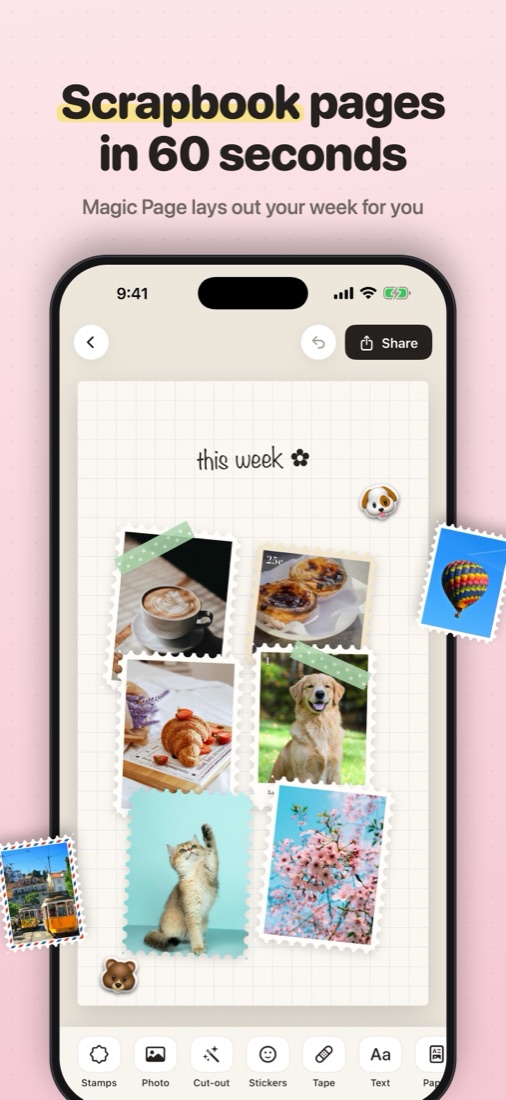 Scrapbook pages
in 60 seconds
Magic Page lays out your week for you
9:41
Share
this week
25c
1
Stamps
Photo
Cut-out
Stickers
Tape
Aa
Text